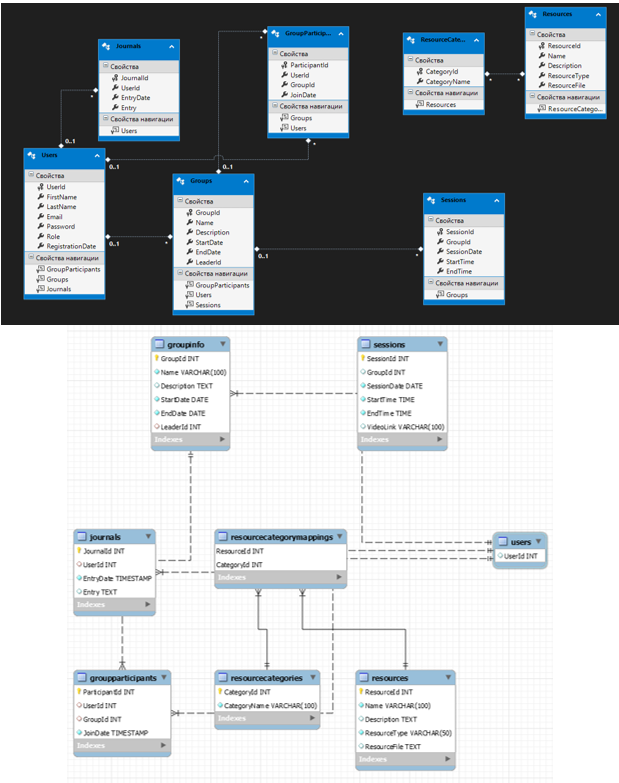 Journals
Свойства
JournalId
UserId
EntryDate
Entry
Свойства навигации
Users
GroupParticip...
Свойства
ParticipantId
UserId
GroupId
JoinDate
Свойства навигации
Groups
Users
ResourceCate...
Свойства
CategoryId
CategoryName
Свойства навигации
Resources
Resources
Свойства
ResourceId
Name
Description
ResourceType
ResourceFile
Свойства навигации
ResourceCatego...
Users
Свойства
UserId
FirstName
LastName
Email
Password
Role
RegistrationDate
Свойства навигации
GroupParticipants
Groups
Journals
Groups
Свойства
GroupId
Name
Description
StartDate
EndDate
LeaderId
Свойства навигации
GroupParticipants
Users
Sessions
Sessions
Свойства
SessionId
GroupId
SessionDate
StartTime
EndTime
Свойства навигации
Groups
0..1
*
0..1
*
0..1
*
0..1
*
0..1
*
*
*
groupinfo
GroupId INT
Name VARCHAR(100)
Description TEXT
StartDate DATE
EndDate DATE
LeaderId INT
Indexes
sessions
SessionId INT
GroupId INT
SessionDate DATE
StartTime TIME
EndTime TIME
VideoLink VARCHAR(100)
Indexes
journals
JournalId INT
UserId INT
EntryDate TIMESTAMP
Entry TEXT
Indexes
resourcecategorymappings
ResourceId INT
CategoryId INT
Indexes
users
UserId INT
groupparticipants
ParticipantId INT
UserId INT
GroupId INT
JoinDate TIMESTAMP
Indexes
resourcecategories
CategoryId INT
CategoryName VARCHAR(100)
Indexes
resources
ResourceId INT
Name VARCHAR(100)
Description TEXT
ResourceType VARCHAR(50)
ResourceFile TEXT
Indexes